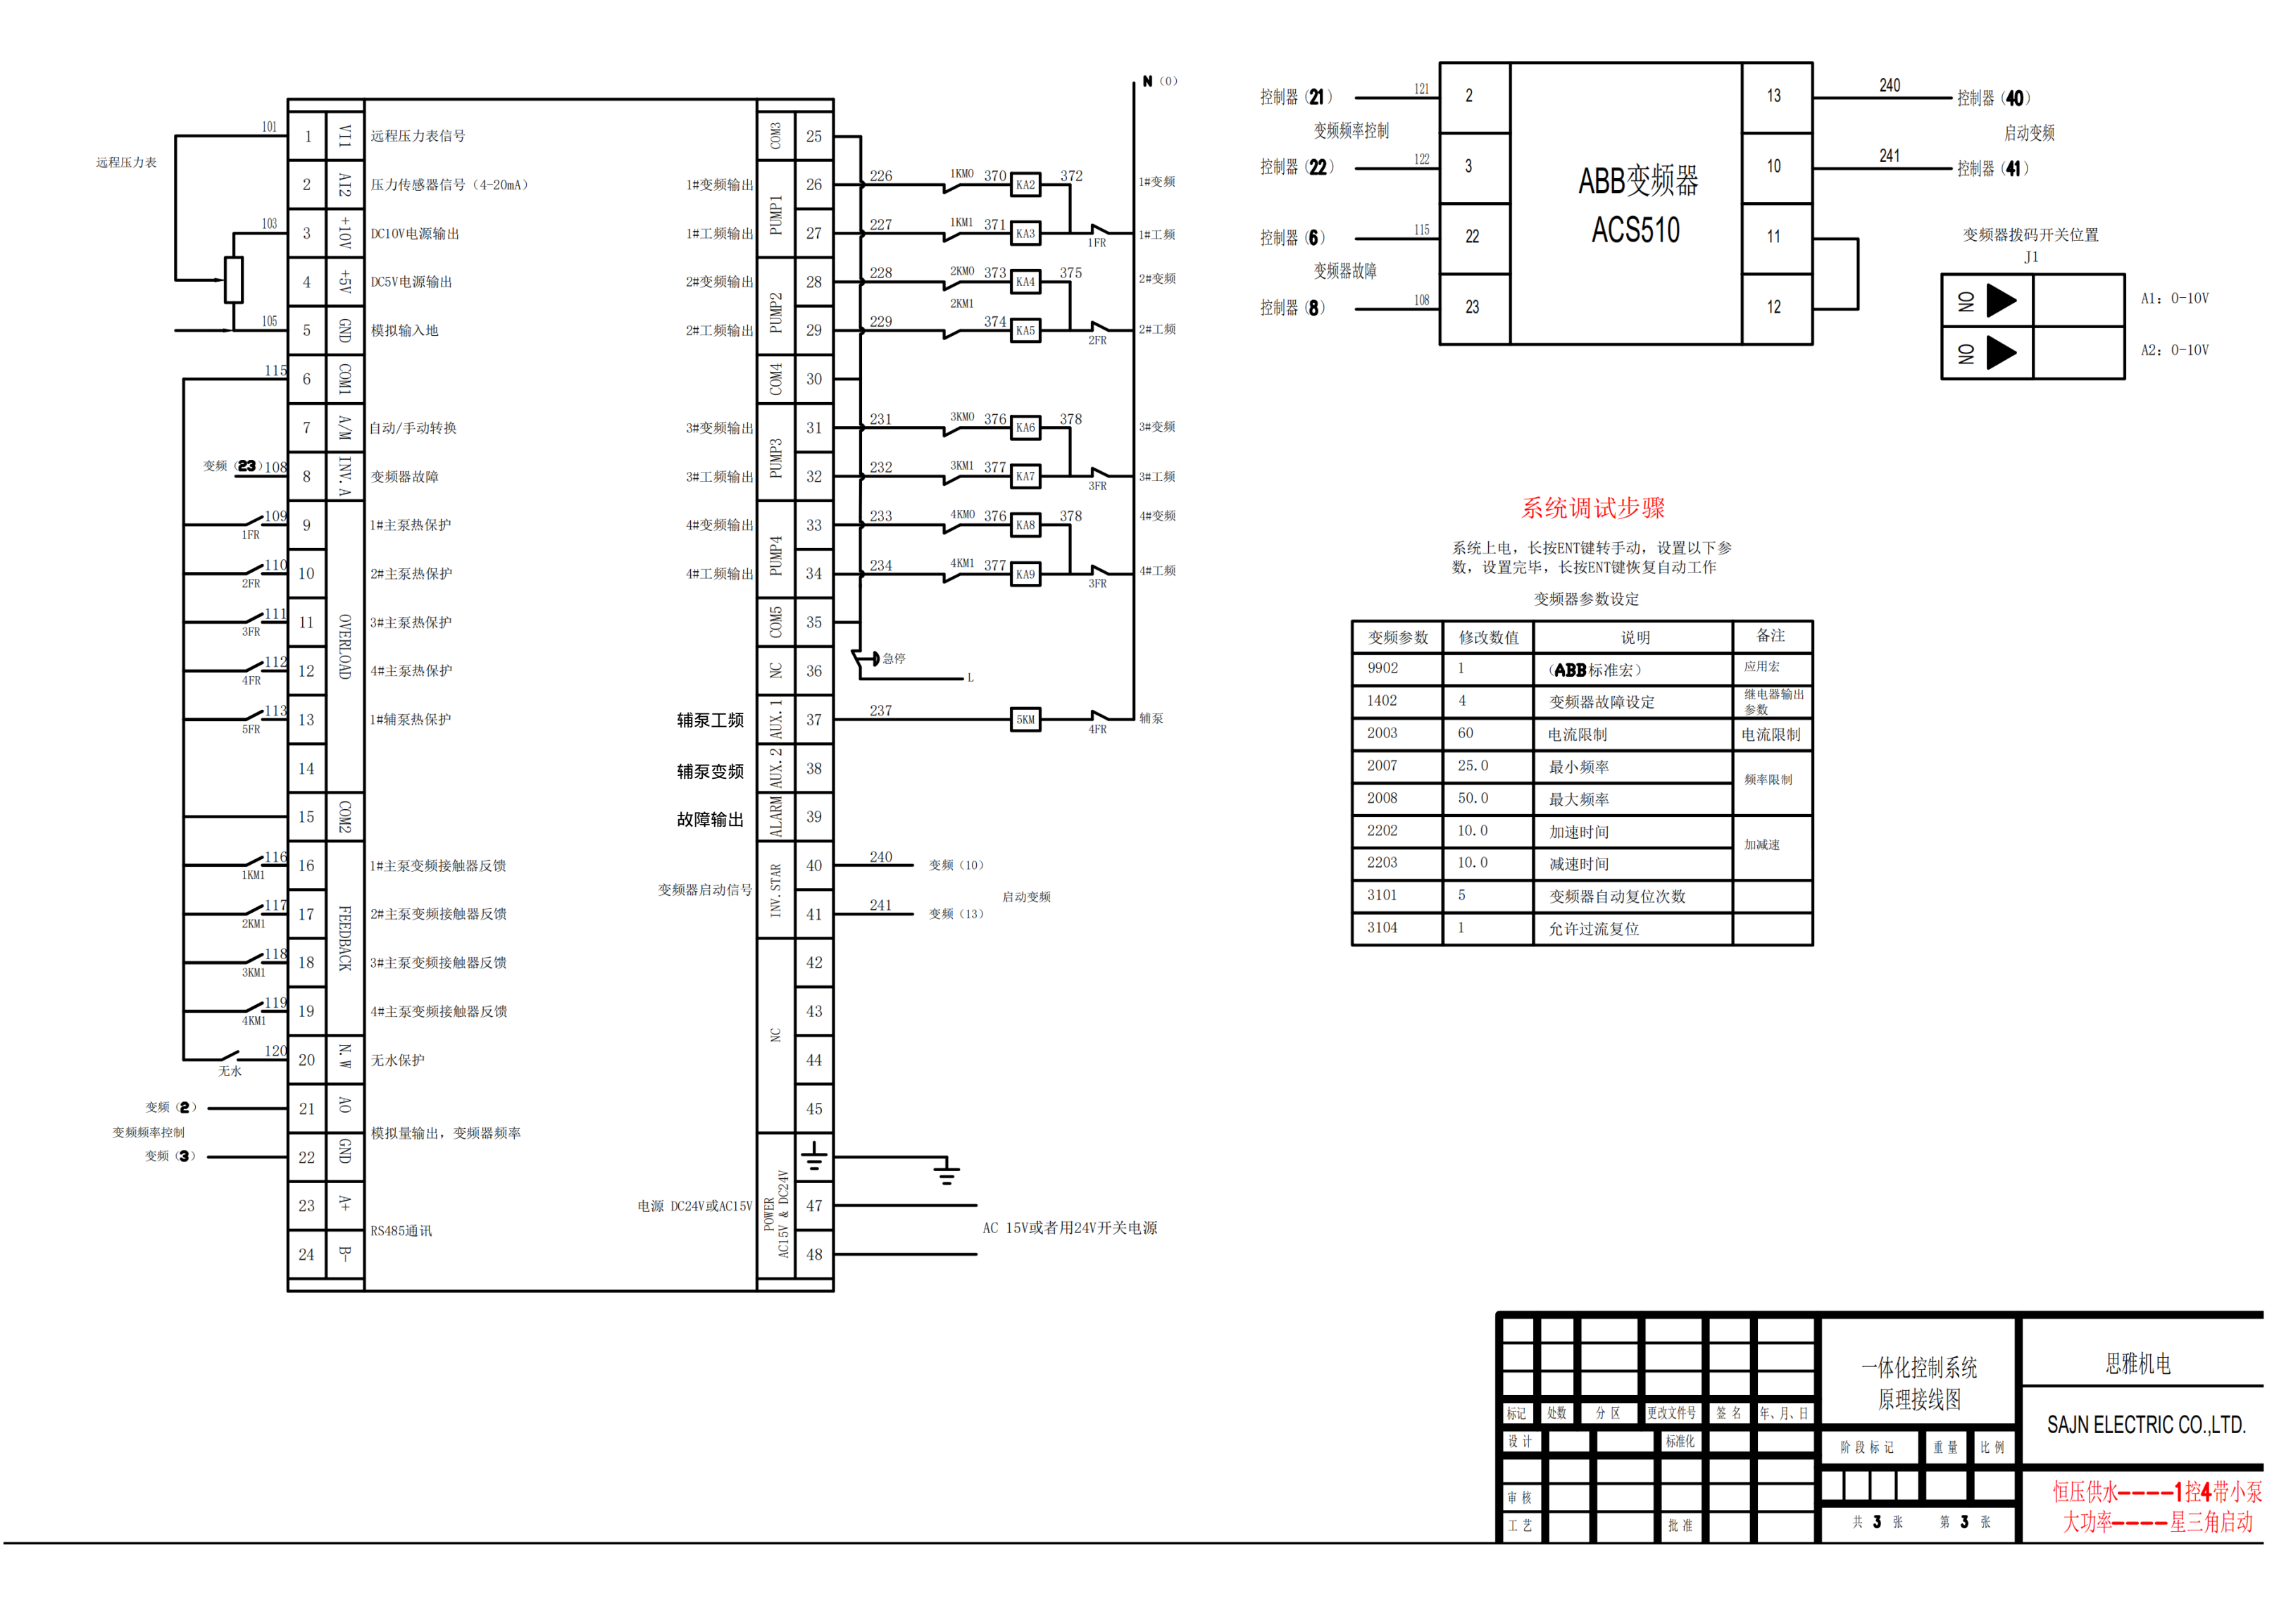 N（0）
101
远程压力表
103
105
115
变频（23）108
109
1FR
110
2FR
111
3FR
112
4FR
113
5FR
116
1KM1
117
2KM1
118
3KM1
119
4KM1
120
无水
变频（2）
变频频率控制
变频（3）
1 VI1 远程压力表信号
2 AI2 压力传感器信号（4-20mA）
3 +10V DC10V电源输出
4 +5V DC5V电源输出
5 GND 模拟输入地
6 COM1
7 A/M 自动/手动转换
8 INV.A 变频器故障
9 1#主泵热保护
10 2#主泵热保护
11 3#主泵热保护
12 4#主泵热保护
13 1#辅泵热保护
14
OVERLOAD
15 COM2
16 1#主泵变频接触器反馈
17 2#主泵变频接触器反馈
18 3#主泵变频接触器反馈
19 4#主泵变频接触器反馈
FEEDBACK
20 N.W 无水保护
21 AO
模拟量输出，变频器频率
22 GND
23 A+
RS485通讯
24 B-
COM3 25
1#变频输出 26
PUMP1
1#工频输出 27
2#变频输出 28
PUMP2
2#工频输出 29
COM4 30
3#变频输出 31
PUMP3
3#工频输出 32
4#变频输出 33
PUMP4
4#工频输出 34
COM5 35
NC 36
辅泵工频 AUX.1 37
辅泵变频 AUX.2 38
故障输出 ALARM 39
40
变频器启动信号 INV.STAR
41
42
43
NC
44
45
电源 DC24V或AC15V 47
POWER
AC15V & DC24V
48
226 1KM0 370 KA2 372 1#变频
227 1KM1 371 KA3 1FR 1#工频
228 2KM0 373 KA4 375 2#变频
229 2KM1 374 KA5 2FR 2#工频
231 3KM0 376 KA6 378 3#变频
232 3KM1 377 KA7 3FR 3#工频
233 4KM0 376 KA8 378 4#变频
234 4KM1 377 KA9 3FR 4#工频
急停
L
237 5KM 4FR 辅泵
240 变频（10）
启动变频
241 变频（13）
AC 15V或者用24V开关电源
控制器（21） 121 2
变频频率控制
控制器（22） 122 3
控制器（6） 115 22
变频器故障
控制器（8） 108 23
ABB变频器
ACS510
13 240 控制器（40）
启动变频
10 241 控制器（41）
11
12
变频器拨码开关位置
J1
ON A1：0-10V
ON A2：0-10V
系统调试步骤
系统上电，长按ENT键转手动，设置以下参
数，设置完毕，长按ENT键恢复自动工作
变频器参数设定
变频参数 修改数值 说明 备注
9902 1 （ABB标准宏） 应用宏
1402 4 变频器故障设定 继电器输出
参数
2003 60 电流限制 电流限制
2007 25.0 最小频率
频率限制
2008 50.0 最大频率
2202 10.0 加速时间
加减速
2203 10.0 减速时间
3101 5 变频器自动复位次数
3104 1 允许过流复位
标记 处数 分 区 更改文件号 签 名 年、月、日
设 计 标准化
审 核
工 艺 批 准
一体化控制系统
原理接线图
阶 段 标 记 重 量 比 例
共 3 张 第 3 张
思雅机电
SAJN ELECTRIC CO.,LTD.
恒压供水----1控4带小泵
大功率----星三角启动